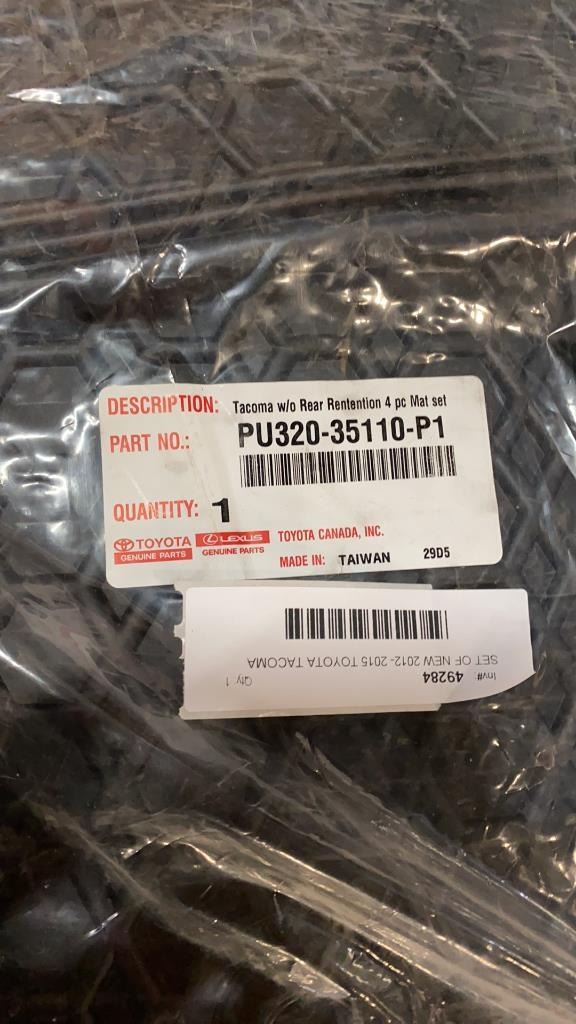 DESCRIPTION: Tacoma w/o Rear Rentention 4 pc Mat set
PART NO.: PU320-35110-P1
QUANTITY: 1
TOYOTA
GENUINE PARTS
LEXUS
GENUINE PARTS
TOYOTA CANADA, INC.
MADE IN: TAIWAN 29D5
Inv#: 49284 Qty 1
SET OF NEW 2012-2015 TOYOTA TACOMA